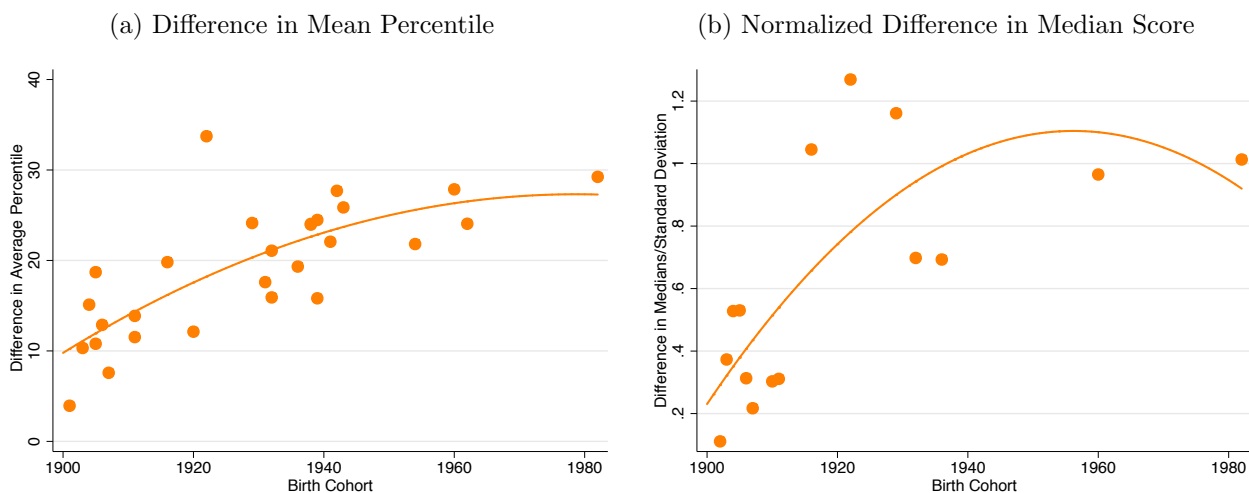 (a) Difference in Mean Percentile
Difference in Average Percentile
40
30
20
10
0
1900 1920 1940 1960 1980
Birth Cohort
(b) Normalized Difference in Median Score
Difference in Medians/Standard Deviation
1.2
1
.8
.6
.4
.2
1900 1920 1940 1960 1980
Birth Cohort